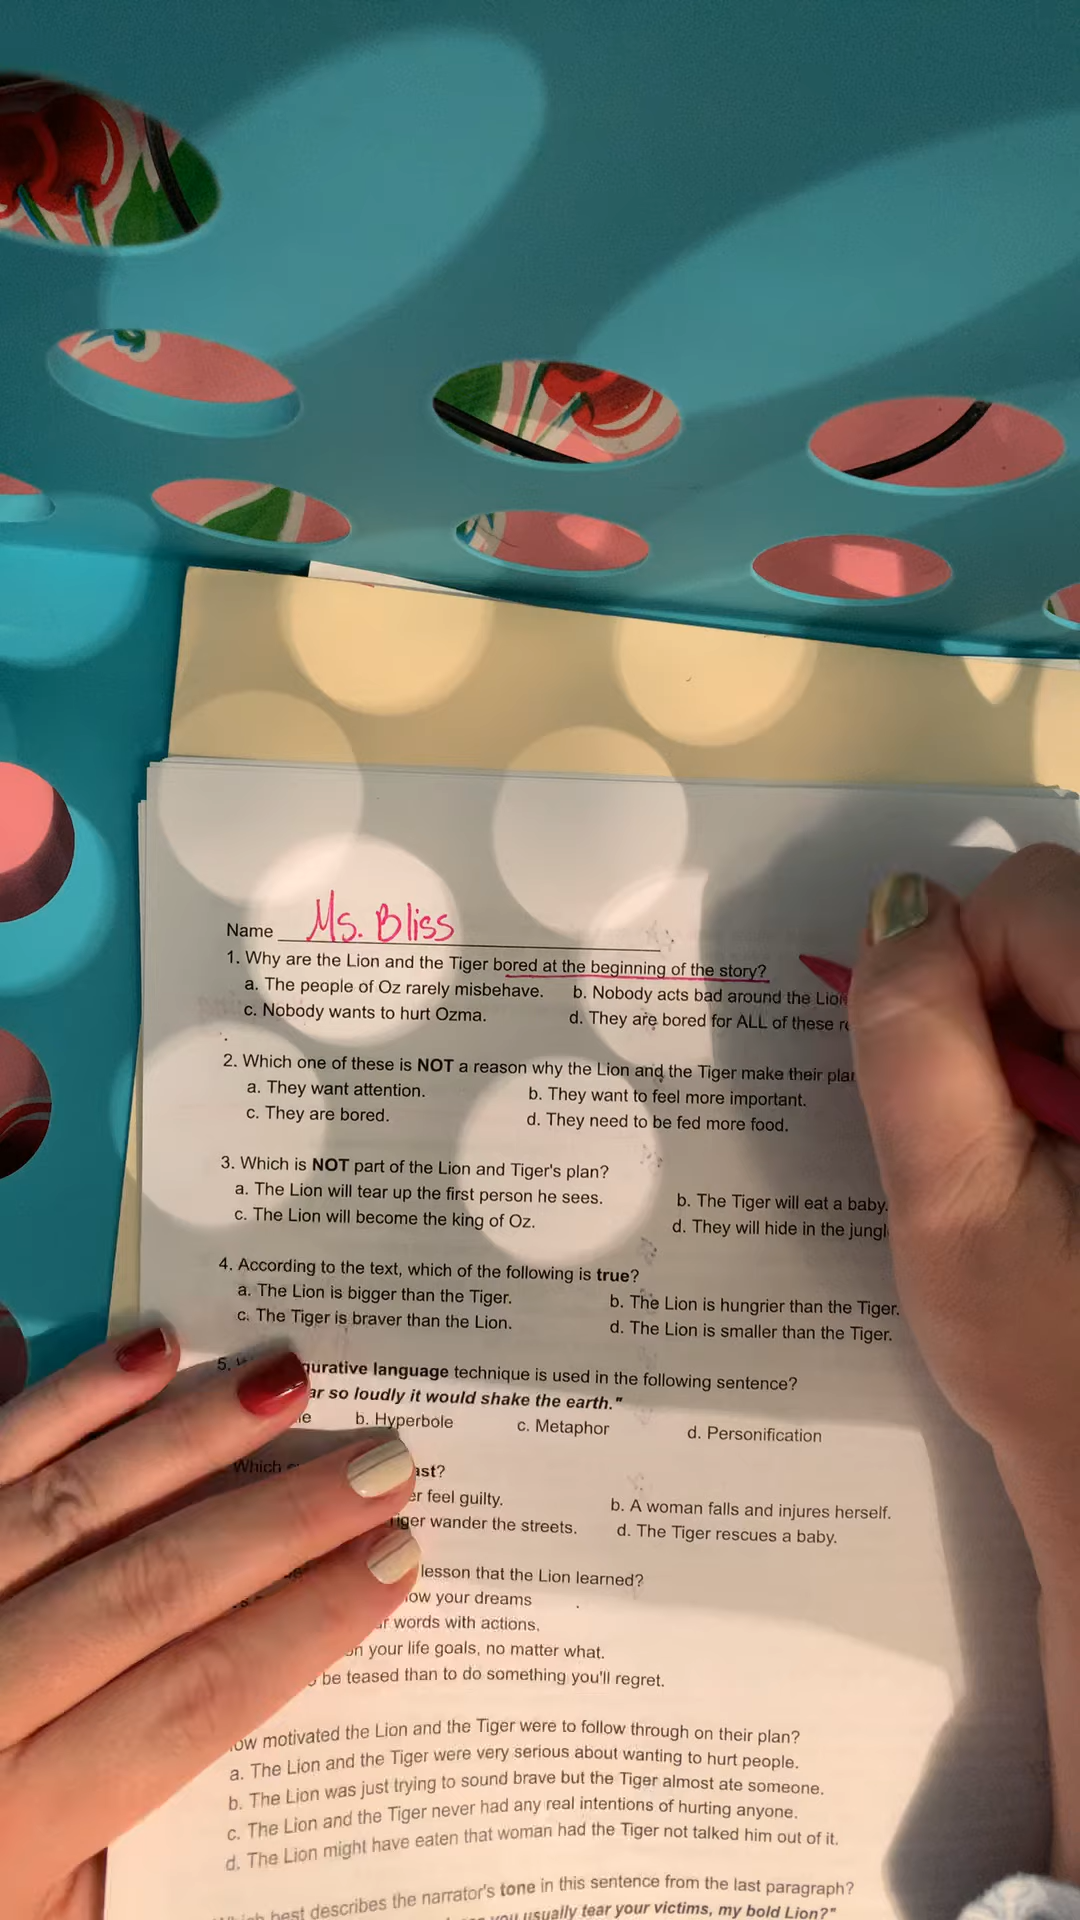 Name Ms. Bliss
1. Why are the Lion and the Tiger bored at the beginning of the story?
a. The people of Oz rarely misbehave. b. Nobody acts bad around the Lion
c. Nobody wants to hurt Ozma. d. They are bored for ALL of these
2. Which one of these is NOT a reason why the Lion and the Tiger make their
a. They want attention. b. They want to feel more important.
c. They are bored. d. They need to be fed more food.
3. Which is NOT part of the Lion and Tiger's plan?
a. The Lion will tear up the first person he sees. b. The Tiger will eat a baby.
c. The Lion will become the king of Oz. d. They will hide in the
4. According to the text, which of the following is true?
a. The Lion is bigger than the Tiger. b. The Lion is hungrier than the Tiger.
c. The Tiger is braver than the Lion. d. The Lion is smaller than the Tiger.
5. language technique is used in the following sentence?
so loudly it would shake the earth."
b. Hyperbole c. Metaphor d. Personification
Which
feel guilty. b. A woman falls and injures herself.
wander the streets. d. The Tiger rescues a baby.
lesson that the Lion learned?
your dreams
words with actions.
your life goals, no matter what.
be teased than to do something you'll regret.
motivated the Lion and the Tiger were to follow through on their plan?
a. The Lion and the Tiger were very serious about wanting to hurt people.
b. The Lion was just trying to sound brave but the Tiger almost ate someone.
c. The Lion and the Tiger never had any real intentions of hurting anyone.
d. The Lion might have eaten that woman had the Tiger not talked him out of it.
best describes the narrator's tone in this sentence from the last paragraph?
you usually tear your victims, my bold Lion?"